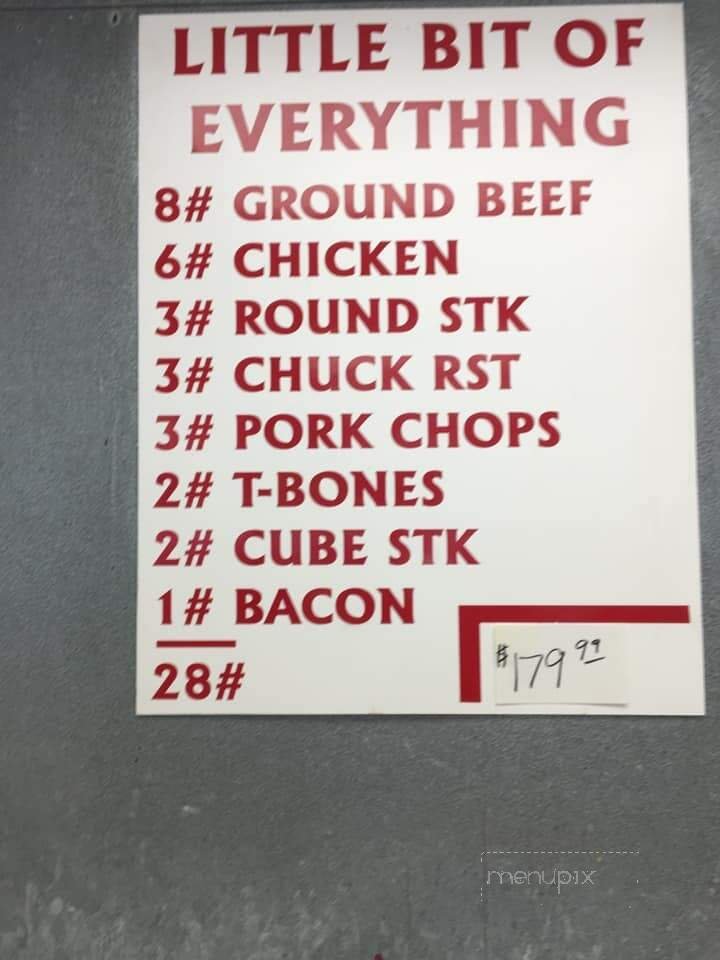 LITTLE BIT OF
EVERYTHING
8# GROUND BEEF
6# CHICKEN
3# ROUND STK
3# CHUCK RST
3# PORK CHOPS
2# T-BONES
2# CUBE STK
1# BACON
28#
$179.99
menupix